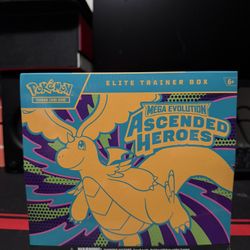 Pokémon
TRADING CARD GAME
ELITE TRAINER BOX
6+
MEGA EVOLUTION
ASCENDED
HEROES